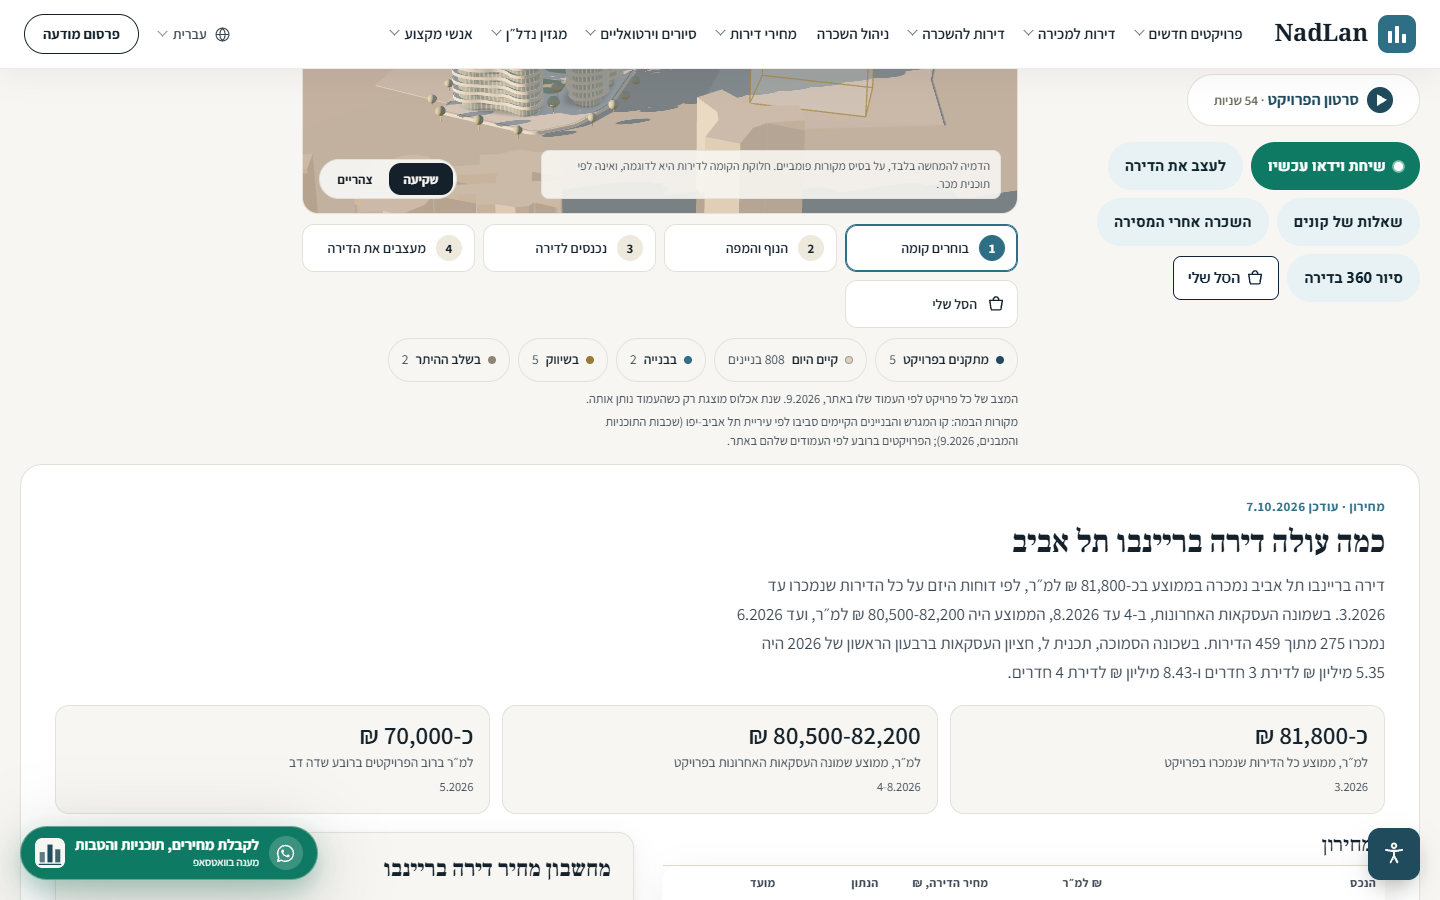 NadLan
פרויקטים חדשים
דירות למכירה
דירות להשכרה
ניהול השכרה
מחירי דירות
סיורים וירטואליים
מגזין נדל״ן
אנשי מקצוע
עברית
פרסום מודעה
סרטון הפרויקט · 54 שניות
שיחת וידאו עכשיו
לעצב את הדירה
שאלות של קונים
השכרה אחרי המסירה
סיור 360 בדירה
הסל שלי
הדמיה להמחשה בלבד, על בסיס מקורות פומביים. חלוקת הקומה לדירות היא לדוגמה, ואינה לפי
תוכנית מכר.
שקיעה
צהריים
1 בוחרים קומה
2 הנוף והמפה
3 נכנסים לדירה
4 מעצבים את הדירה
הסל שלי
מתקנים בפרויקט 5
קיים היום 808 בניינים
בבנייה 2
בשיווק 5
בשלב ההיתר 2
המצב של כל פרויקט לפי העמוד שלו באתר, 9.2026. שנת אכלוס מוצגת רק כשהעמוד נותן אותה.
מקורות הבמה: קו המגרש והבניינים הקיימים סביבו לפי עיריית תל אביב-יפו (שכבות התוכניות
והמבנים, 9.2026); הפרויקטים ברובע לפי העמודים שלהם באתר.
מחירון · עודכן 7.10.2026
כמה עולה דירה בריינבו תל אביב
דירה בריינבו תל אביב נמכרה בממוצע בכ-81,800 ₪ למ״ר, לפי דוחות היזם על כל הדירות שנמכרו עד
3.2026. בשמונה העסקאות האחרונות, ב-4 עד 8.2026, הממוצע היה 80,500-82,200 ₪ למ״ר, ועד 6.2026
נמכרו 275 מתוך 459 הדירות. בשכונה הסמוכה, תכנית ל, חציון העסקאות ברבעון הראשון של 2026 היה
5.35 מיליון ₪ לדירת 3 חדרים ו-8.43 מיליון ₪ לדירת 4 חדרים.
כ-81,800 ₪
למ״ר, ממוצע כל הדירות שנמכרו בפרויקט
3.2026
80,500-82,200 ₪
למ״ר, ממוצע שמונה העסקאות האחרונות בפרויקט
4-8.2026
כ-70,000 ₪
למ״ר ברוב הפרויקטים ברובע שדה דב
5.2026
מחירון
הנכס
₪ למ״ר
מחיר הדירה, ₪
הנתון
מועד
מחשבון מחיר דירה בריינבו
לקבלת מחירים, תוכניות והטבות
מענה בוואטסאפ